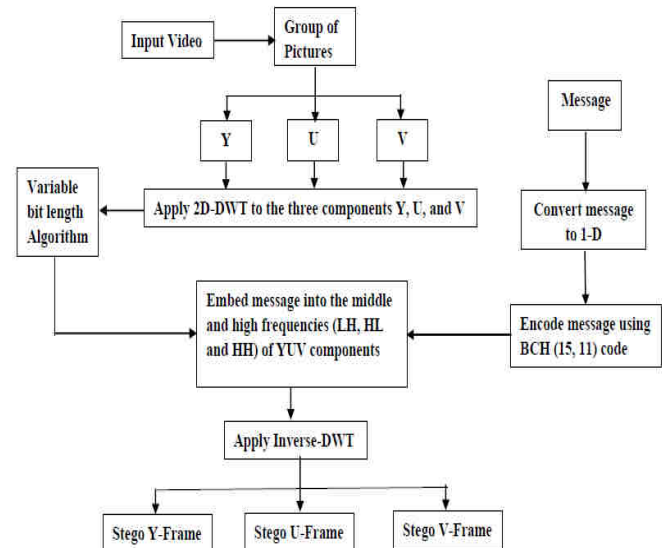 Input Video
Group of
Pictures
Message
Y
U
V
Variable
bit length
Algorithm
Apply 2D-DWT to the three components Y, U, and V
Convert message
to 1-D
Embed message into the middle
and high frequencies (LH, HL
and HH) of YUV components
Encode message using
BCH (15, 11) code
Apply Inverse-DWT
Stego Y-Frame
Stego U-Frame
Stego V-Frame